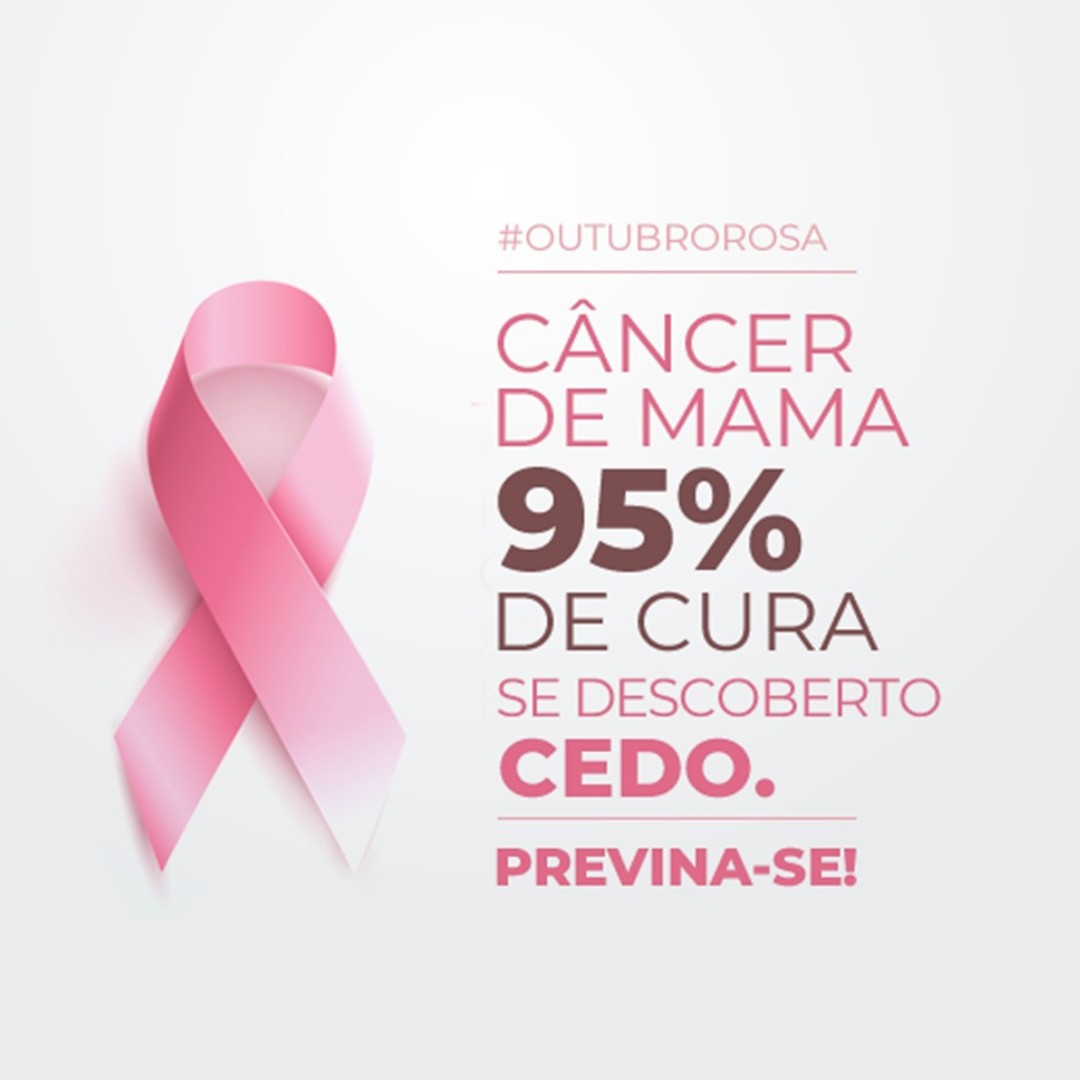 #OUTUBROROSA
CÂNCER
DE MAMA
95%
DE CURA
SE DESCOBERTO
CEDO.
PREVINA-SE!